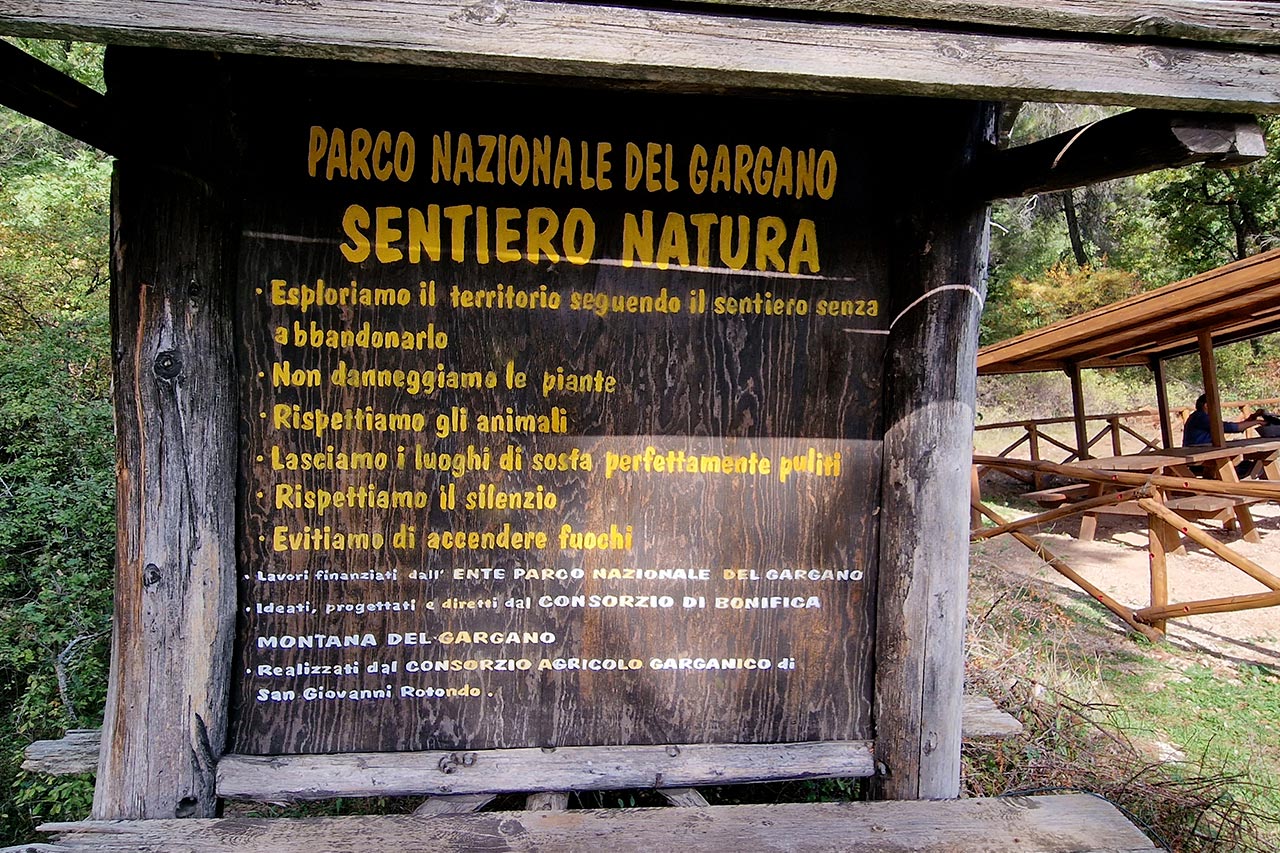 PARCO NAZIONALE DEL GARGANO
SENTIERO NATURA
· Esploriamo il territorio seguendo il sentiero senza
abbandonarlo
· Non danneggiamo le piante
· Rispettiamo gli animali
· Lasciamo i luoghi di sosta perfettamente puliti
· Rispettiamo il silenzio
· Evitiamo di accendere fuochi
· Lavori finanziati dall' ENTE PARCO NAZIONALE DEL GARGANO
· Ideati, progettati e diretti dal CONSORZIO DI BONIFICA
MONTANA DEL GARGANO
· Realizzati dal CONSORZIO AGRICOLO GARGANICO di
San Giovanni Rotondo.